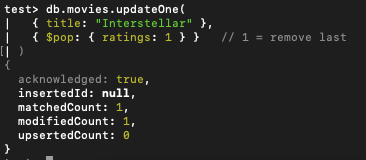 test> db.movies.updateOne(
|   { title: "Interstellar" },
|   { $pop: { ratings: 1 } }   // 1 = remove last
[| )
{
  acknowledged: true,
  insertedId: null,
  matchedCount: 1,
  modifiedCount: 1,
  upsertedCount: 0
}